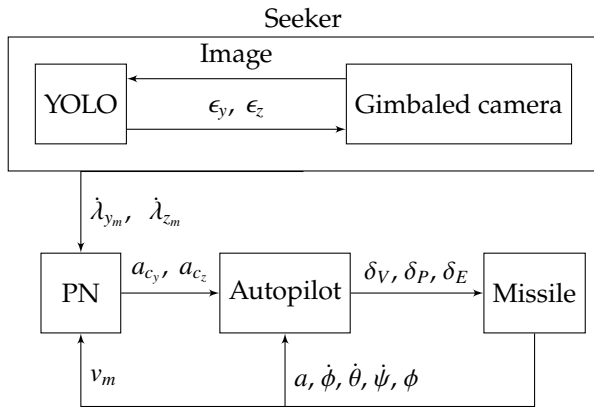 Seeker
Image
YOLO
ϵ_y, ϵ_z
Gimbaled camera
λ̇_{y_m}, λ̇_{z_m}
PN
a_{c_y}, a_{c_z}
Autopilot
δ_V, δ_P, δ_E
Missile
v_m
a, ϕ̇, θ̇, ψ̇, ϕ